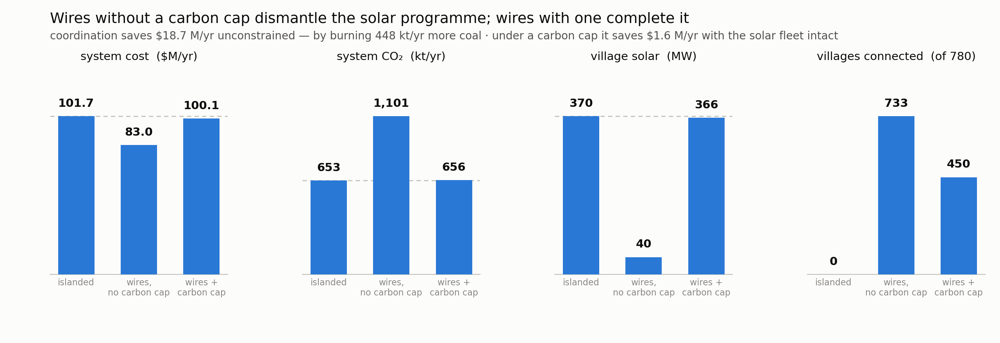 Wires without a carbon cap dismantle the solar programme; wires with one complete it
coordination saves $18.7 M/yr unconstrained — by burning 448 kt/yr more coal · under a carbon cap it saves $1.6 M/yr with the solar fleet intact
system cost  ($M/yr)
101.7
83.0
100.1
islanded
wires,
no carbon cap
wires +
carbon cap
system CO₂  (kt/yr)
653
1,101
656
islanded
wires,
no carbon cap
wires +
carbon cap
village solar  (MW)
370
40
366
islanded
wires,
no carbon cap
wires +
carbon cap
villages connected  (of 780)
0
733
450
islanded
wires,
no carbon cap
wires +
carbon cap